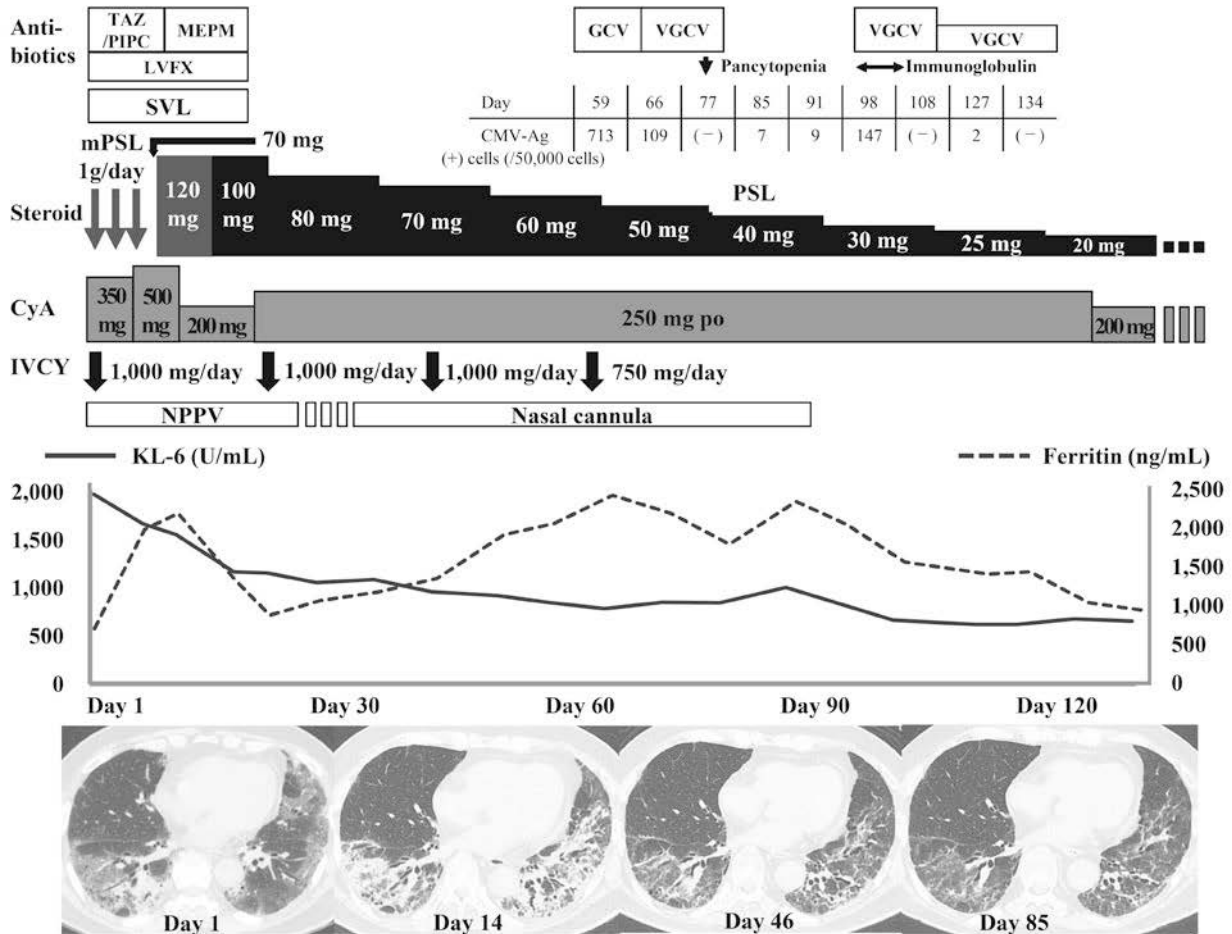 Anti-
biotics
TAZ
/PIPC
MEPM
LVFX
SVL
GCV
VGCV
VGCV
VGCV
Pancytopenia
Immunoglobulin
Day 59 66 77 85 91 98 108 127 134
CMV-Ag 713 109 (−) 7 9 147 (−) 2 (−)
(+) cells (/50,000 cells)
mPSL
1g/day
70 mg
Steroid
120
mg
100
mg
80 mg
70 mg
60 mg
50 mg
40 mg
30 mg
25 mg
20 mg
PSL
CyA
350
mg
500
mg
200 mg
250 mg po
200 mg
IVCY
1,000 mg/day
1,000 mg/day
1,000 mg/day
750 mg/day
NPPV
Nasal cannula
KL-6 (U/mL)
Ferritin (ng/mL)
2,000
1,500
1,000
500
0
2,500
2,000
1,500
1,000
500
0
Day 1
Day 30
Day 60
Day 90
Day 120
Day 1
Day 14
Day 46
Day 85